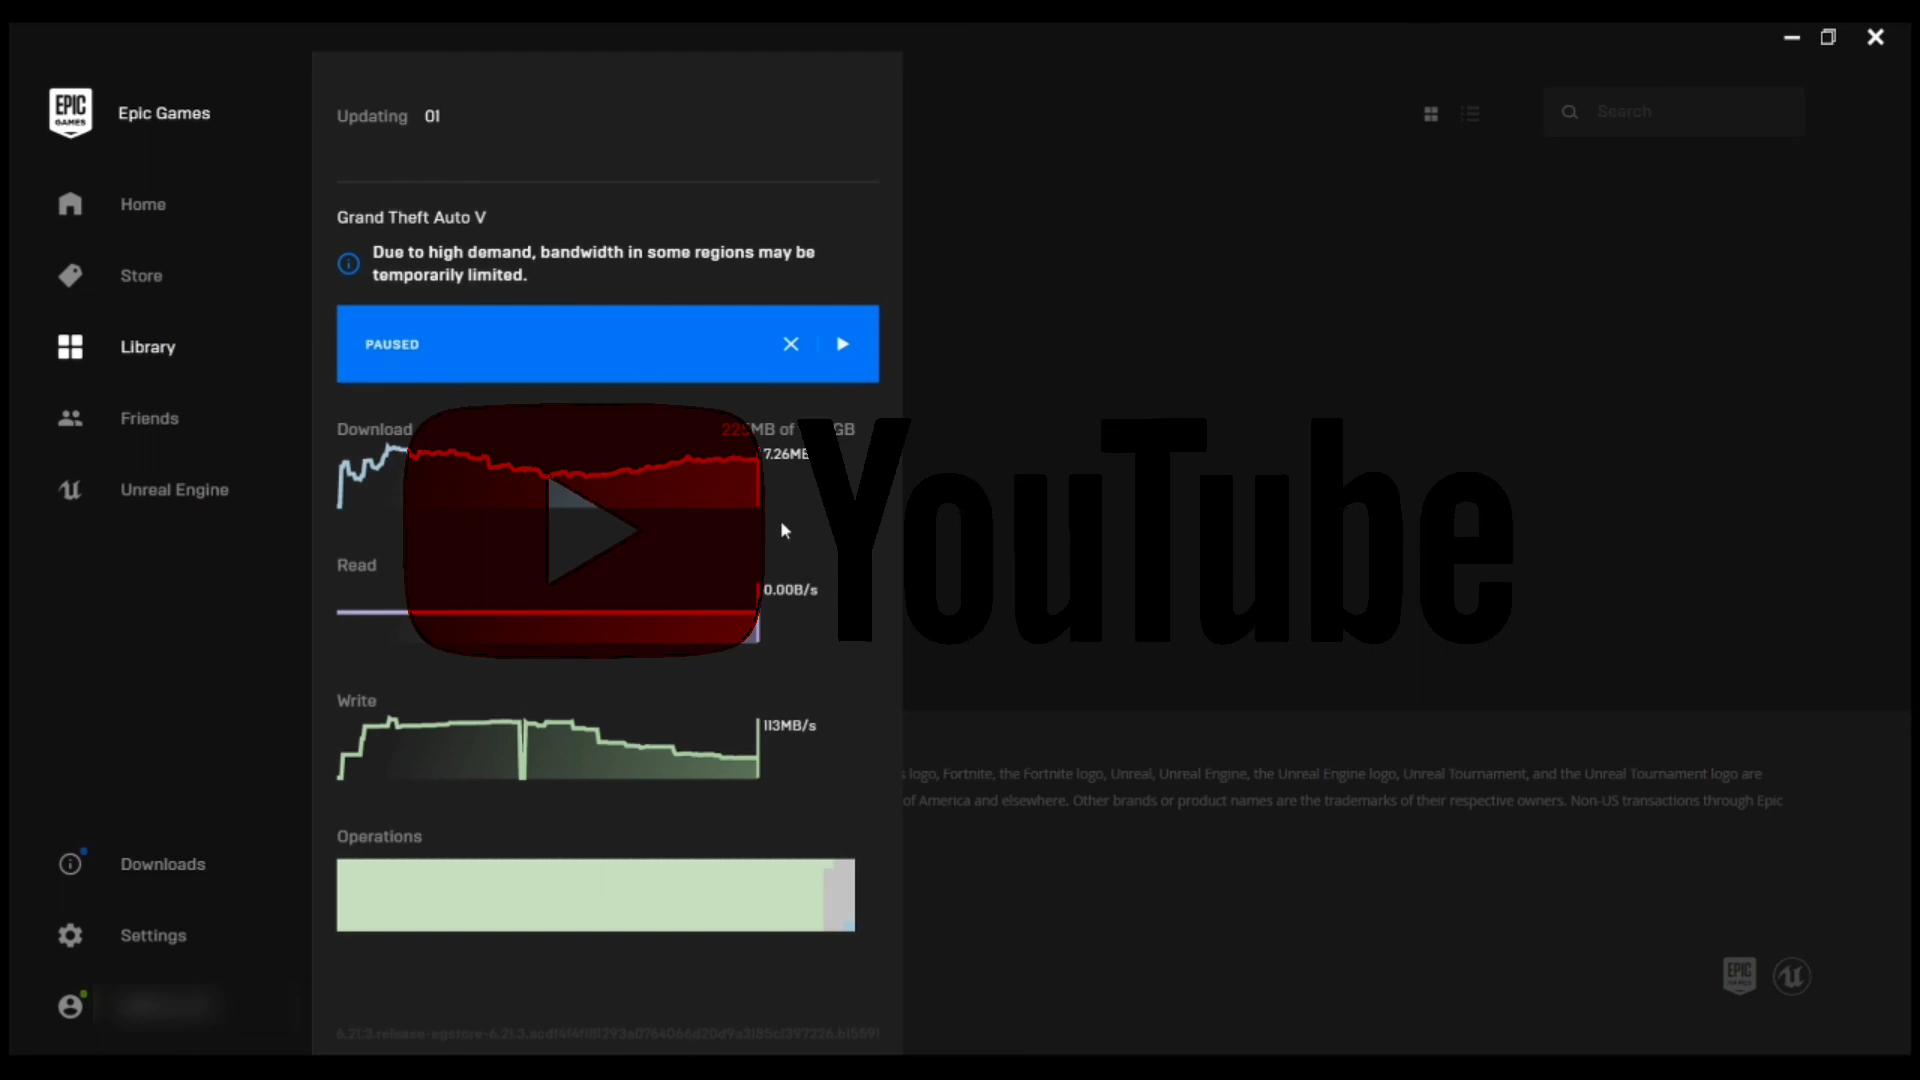 EPIC
GAMES
Epic Games
Updating 01
Search
Home
Grand Theft Auto V
Due to high demand, bandwidth in some regions may be
temporarily limited.
Store
PAUSED
Library
Friends
Download
MB of
GB
YouTube
Unreal Engine
Read
0.00B/s
Write
113MB/s
logo, Fortnite, the Fortnite logo, Unreal, Unreal Engine, the Unreal Engine logo, Unreal Tournament, and the Unreal Tournament logo are
of America and elsewhere. Other brands or product names are the trademarks of their respective owners. Non-US transactions through Epic
Operations
Downloads
Settings
EPIC
GAMES